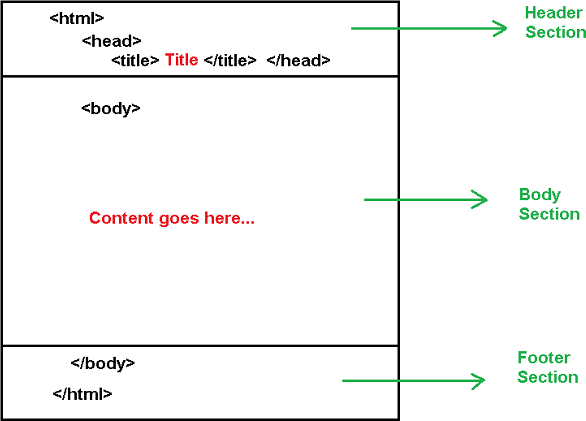 <html>
<head>
<title> Title </title> </head>
Header
Section
<body>
Content goes here...
Body
Section
</body>
</html>
Footer
Section